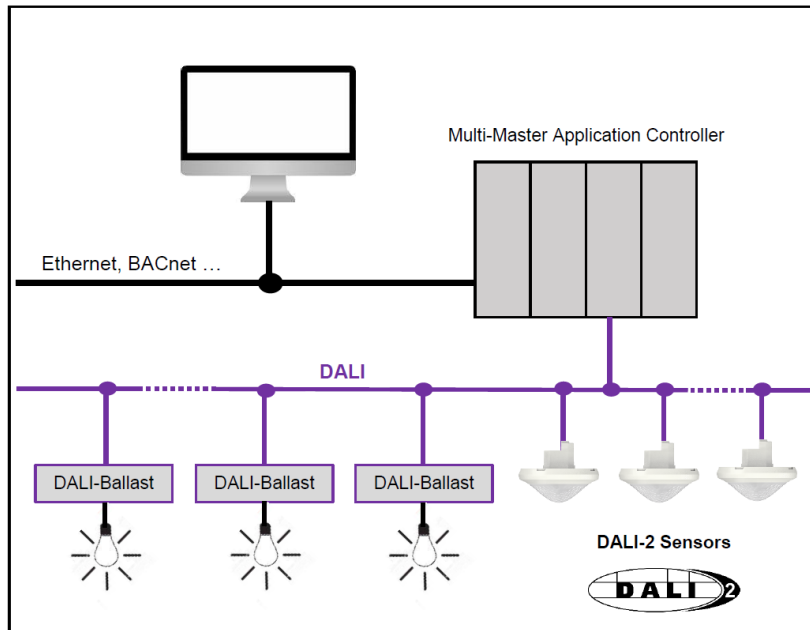 Multi-Master Application Controller
Ethernet, BACnet ...
DALI
DALI-Ballast
DALI-Ballast
DALI-Ballast
DALI-2 Sensors
DALI 2